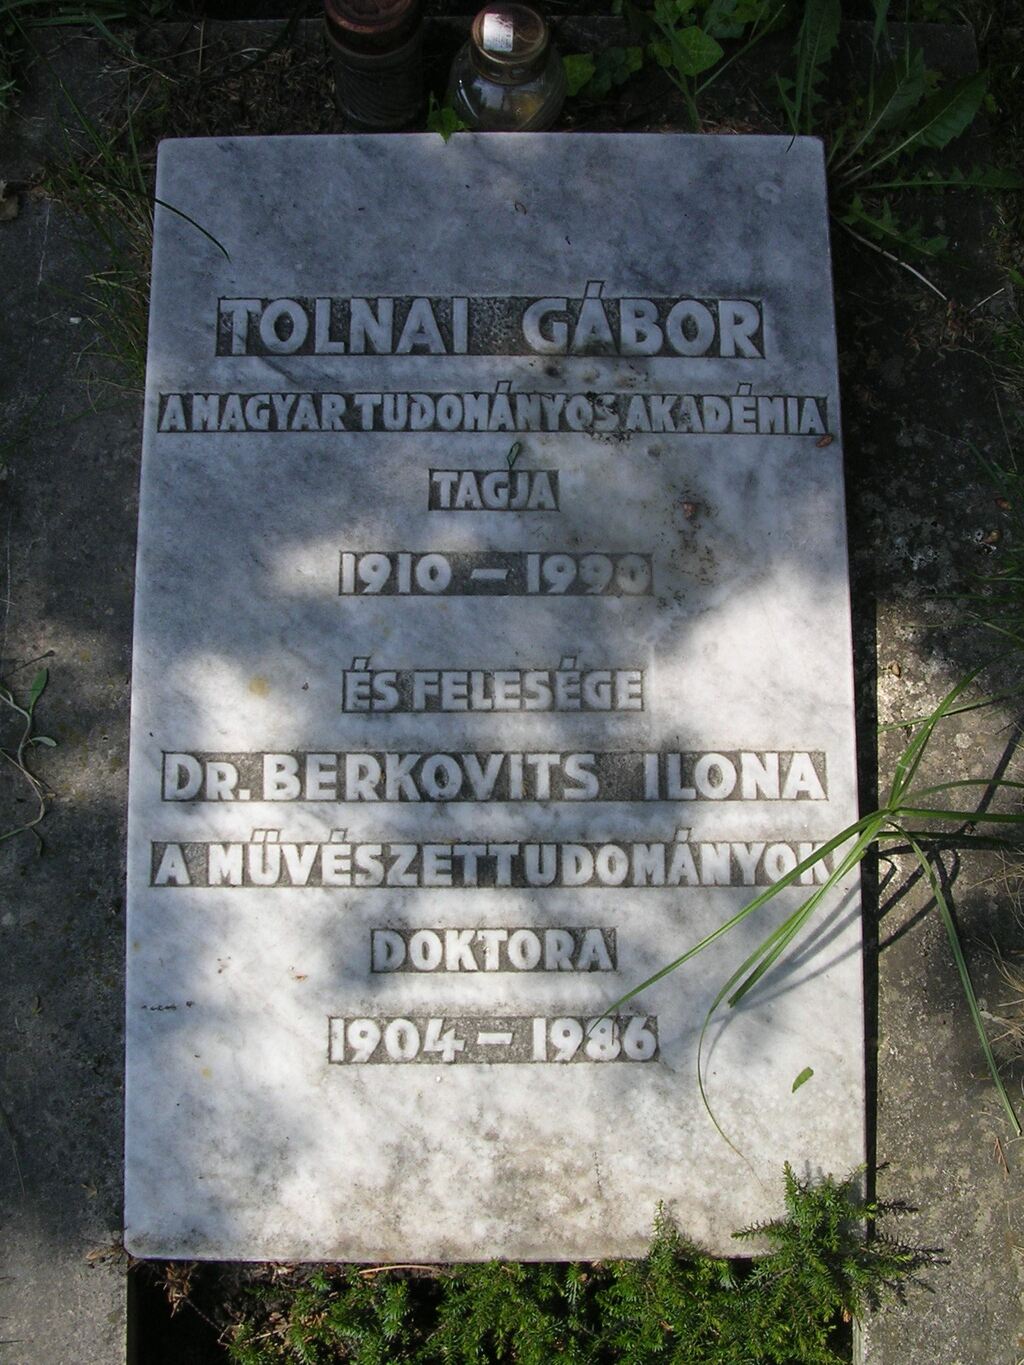 TOLNAI GÁBOR
A MAGYAR TUDOMÁNYOS AKADÉMIA
TAGJA
1910 – 1990
ÉS FELESÉGE
DR. BERKOVITS ILONA
A MŰVÉSZETTUDOMÁNYOK
DOKTORA
1904 – 1986